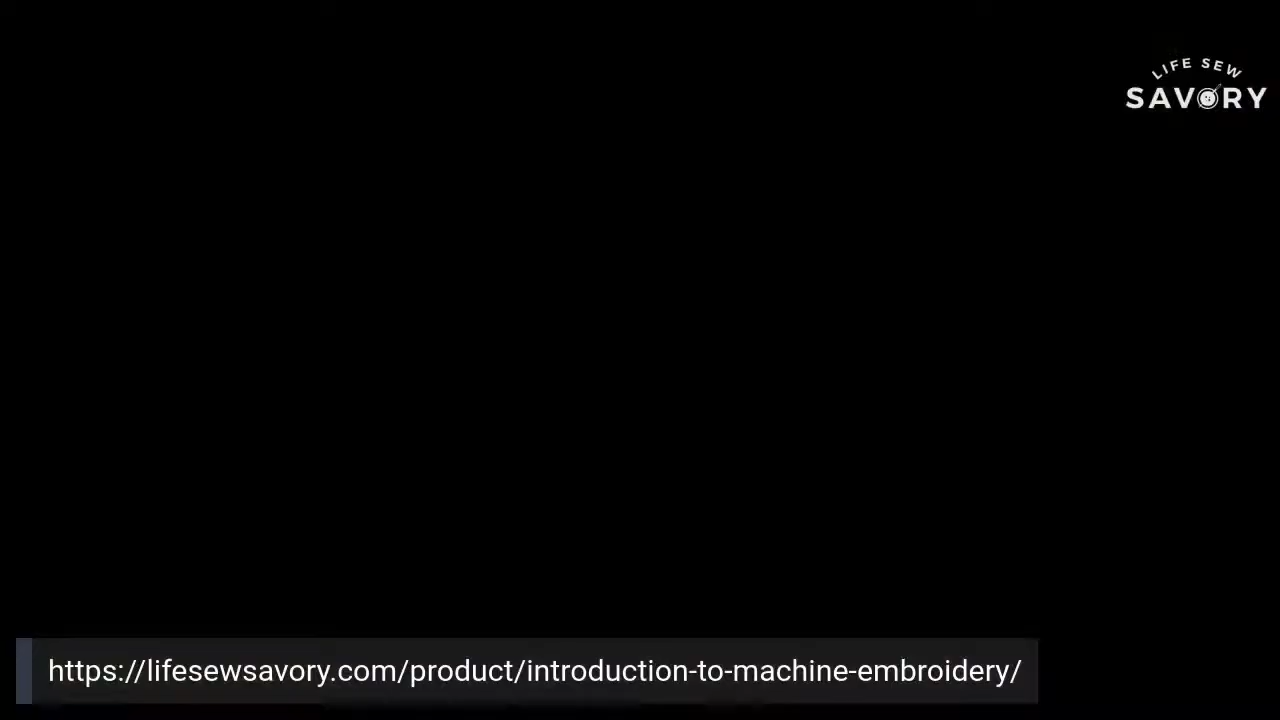 LIFE SEW
SAVORY
https://lifesewsavory.com/product/introduction-to-machine-embroidery/